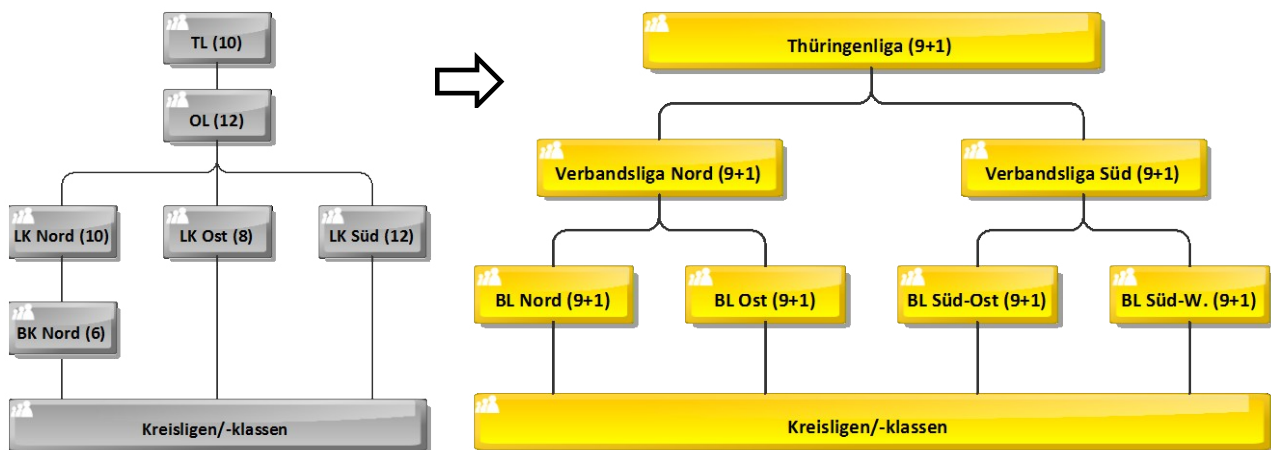 TL (10)
OL (12)
LK Nord (10)
LK Ost (8)
LK Süd (12)
BK Nord (6)
Kreisligen/-klassen
Thüringenliga (9+1)
Verbandsliga Nord (9+1)
Verbandsliga Süd (9+1)
BL Nord (9+1)
BL Ost (9+1)
BL Süd-Ost (9+1)
BL Süd-W. (9+1)
Kreisligen/-klassen